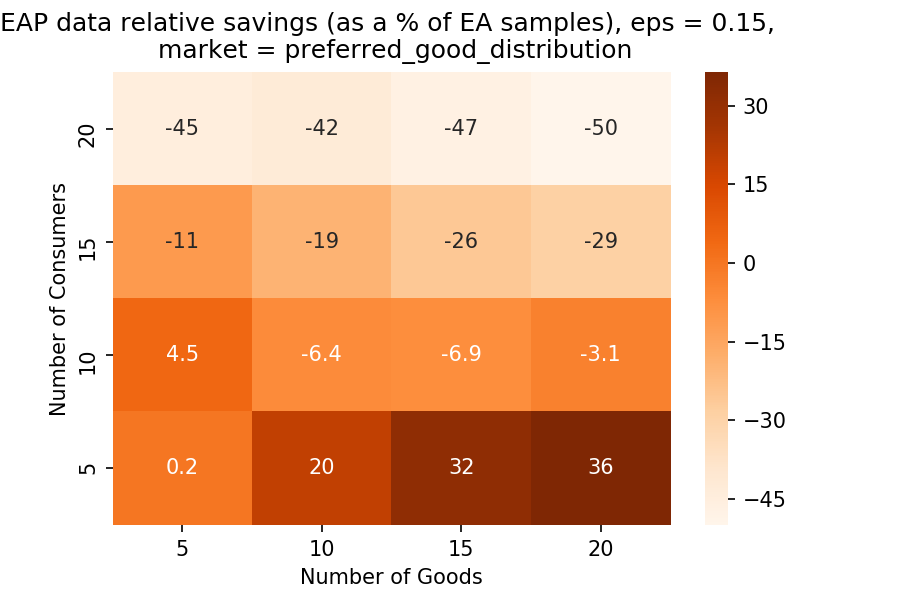 EAP data relative savings (as a % of EA samples), eps = 0.15,
market = preferred_good_distribution
Number of Consumers
20
15
10
5
-45 -42 -47 -50
-11 -19 -26 -29
4.5 -6.4 -6.9 -3.1
0.2 20 32 36
5 10 15 20
Number of Goods
30
15
0
−15
−30
−45